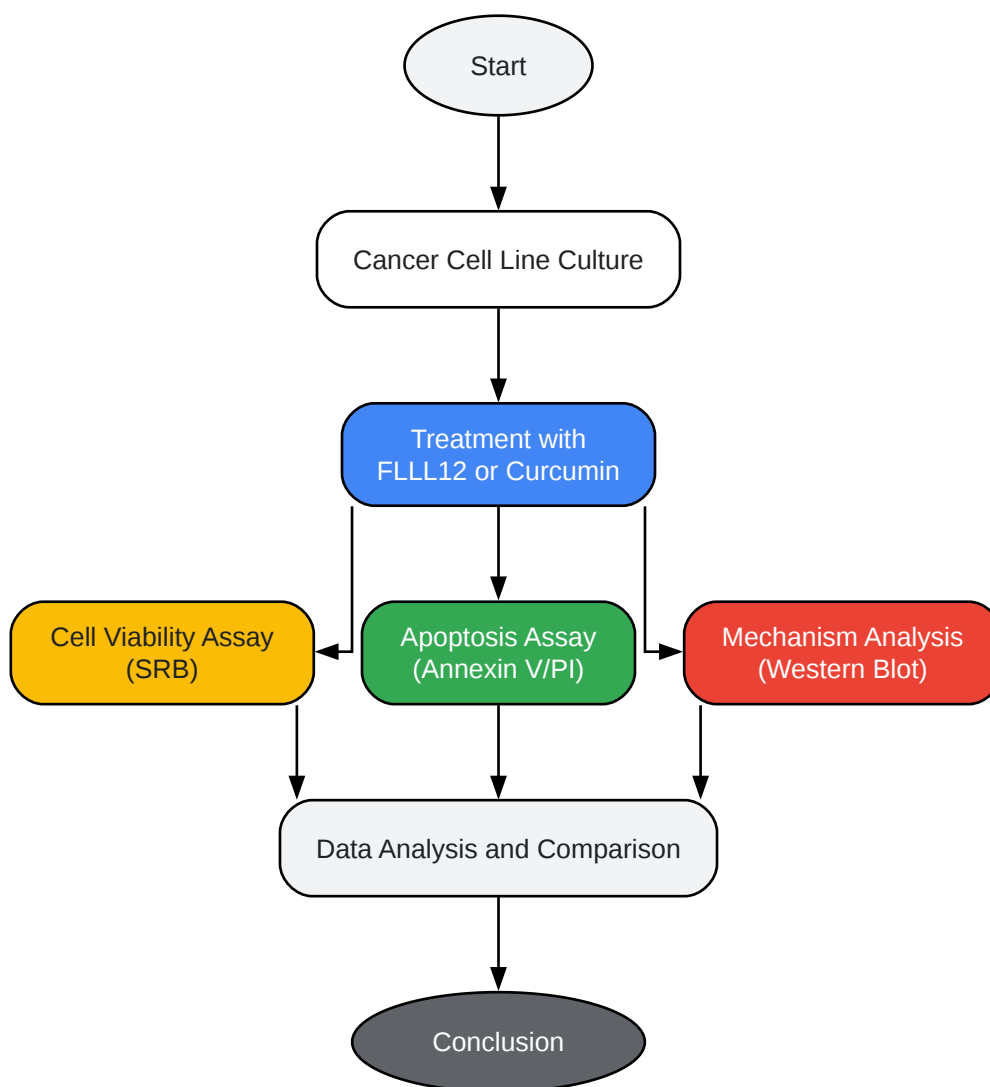 Start
Cancer Cell Line Culture
Treatment with
FLLL12 or Curcumin
Cell Viability Assay
(SRB)
Apoptosis Assay
(Annexin V/PI)
Mechanism Analysis
(Western Blot)
Data Analysis and Comparison
Conclusion